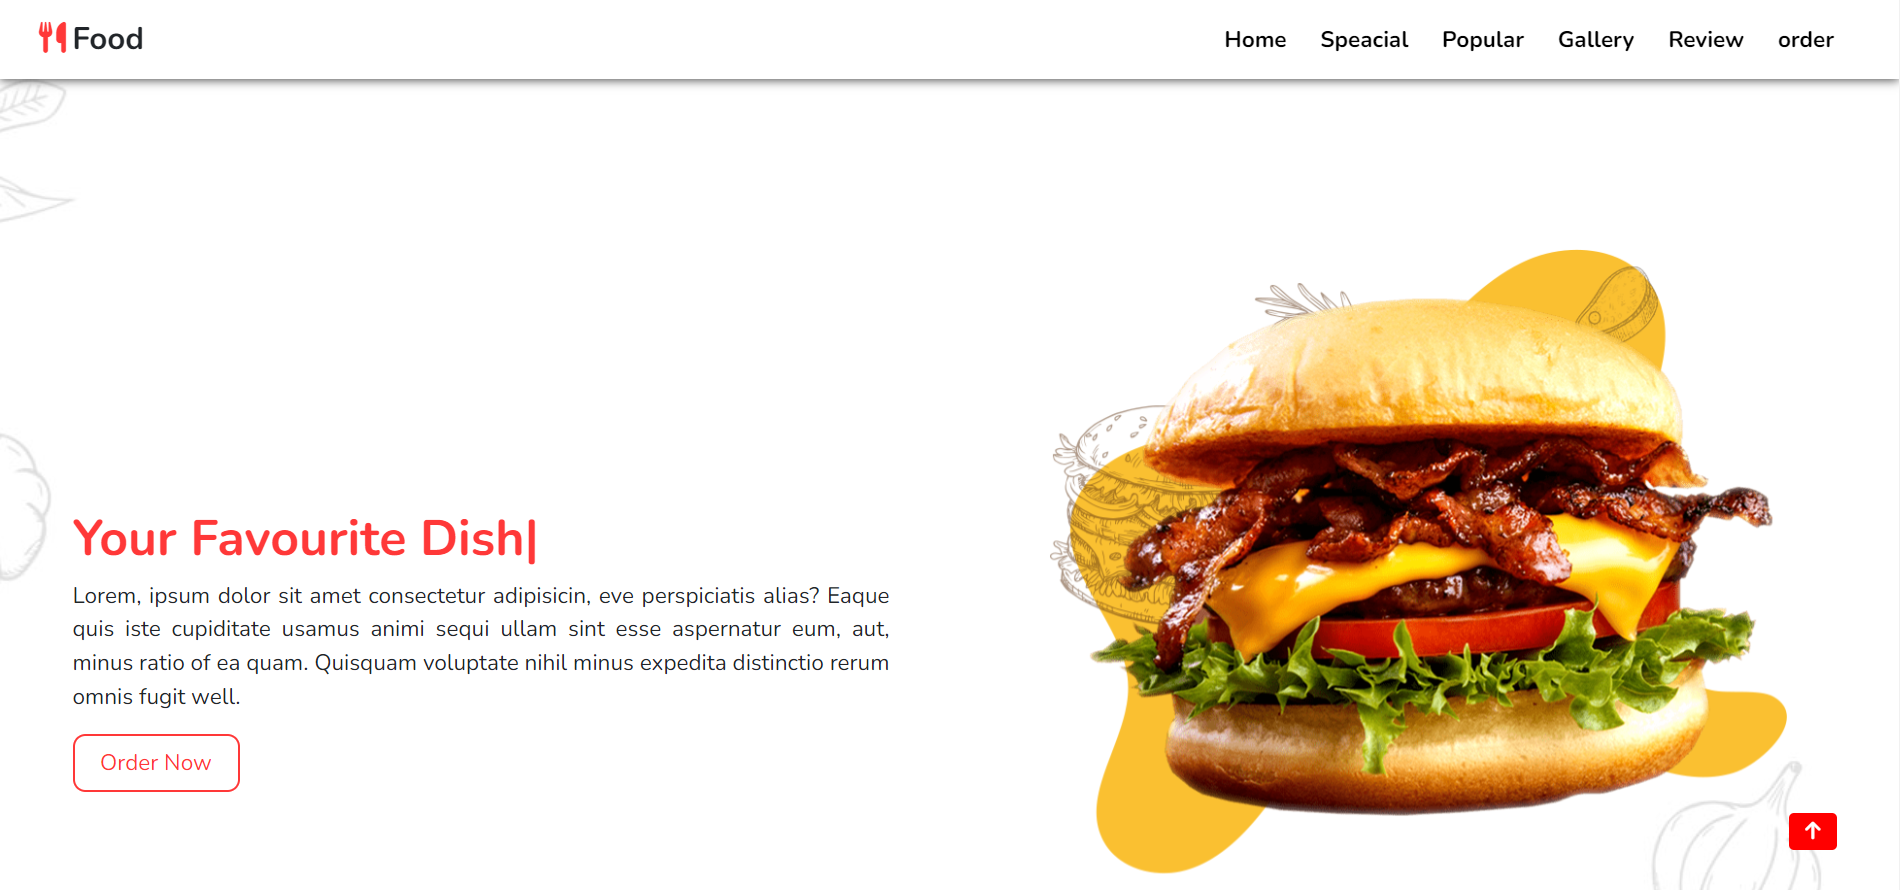 Food
Home Speacial Popular Gallery Review order
Your Favourite Dish|
Lorem, ipsum dolor sit amet consectetur adipisicin, eve perspiciatis alias? Eaque
quis iste cupiditate usamus animi sequi ullam sint esse aspernatur eum, aut,
minus ratio of ea quam. Quisquam voluptate nihil minus expedita distinctio rerum
omnis fugit well.
Order Now